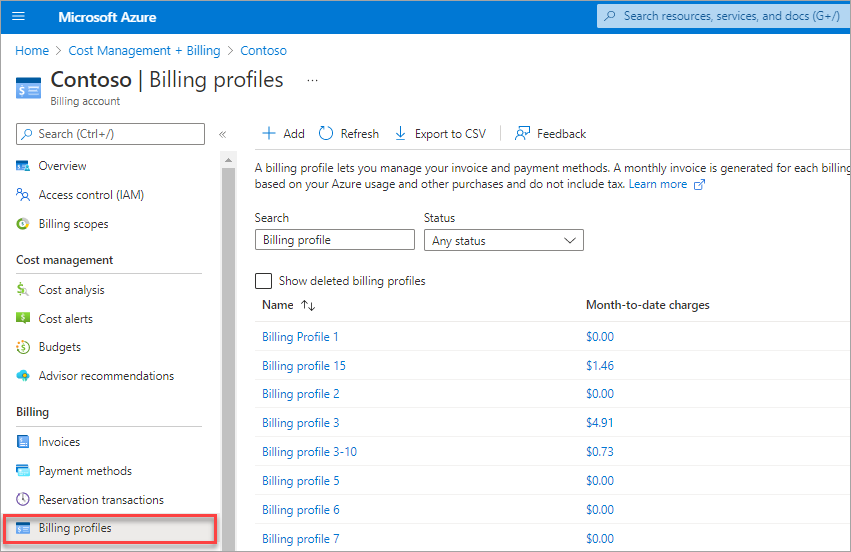 Microsoft Azure
Search resources, services, and docs (G+/)
Home > Cost Management + Billing > Contoso
Contoso | Billing profiles ...
Billing account
Search (Ctrl+/) «
Overview
Access control (IAM)
Billing scopes
Cost management
Cost analysis
Cost alerts
Budgets
Advisor recommendations
Billing
Invoices
Payment methods
Reservation transactions
Billing profiles
Add Refresh Export to CSV Feedback
A billing profile lets you manage your invoice and payment methods. A monthly invoice is generated for each billing
based on your Azure usage and other purchases and do not include tax. Learn more
Search Status
Billing profile Any status
Show deleted billing profiles
Name ↑↓ Month-to-date charges
Billing Profile 1 $0.00
Billing profile 15 $1.46
Billing profile 2 $0.00
Billing profile 3 $4.91
Billing profile 3-10 $0.73
Billing profile 5 $0.00
Billing profile 6 $0.00
Billing profile 7 $0.00